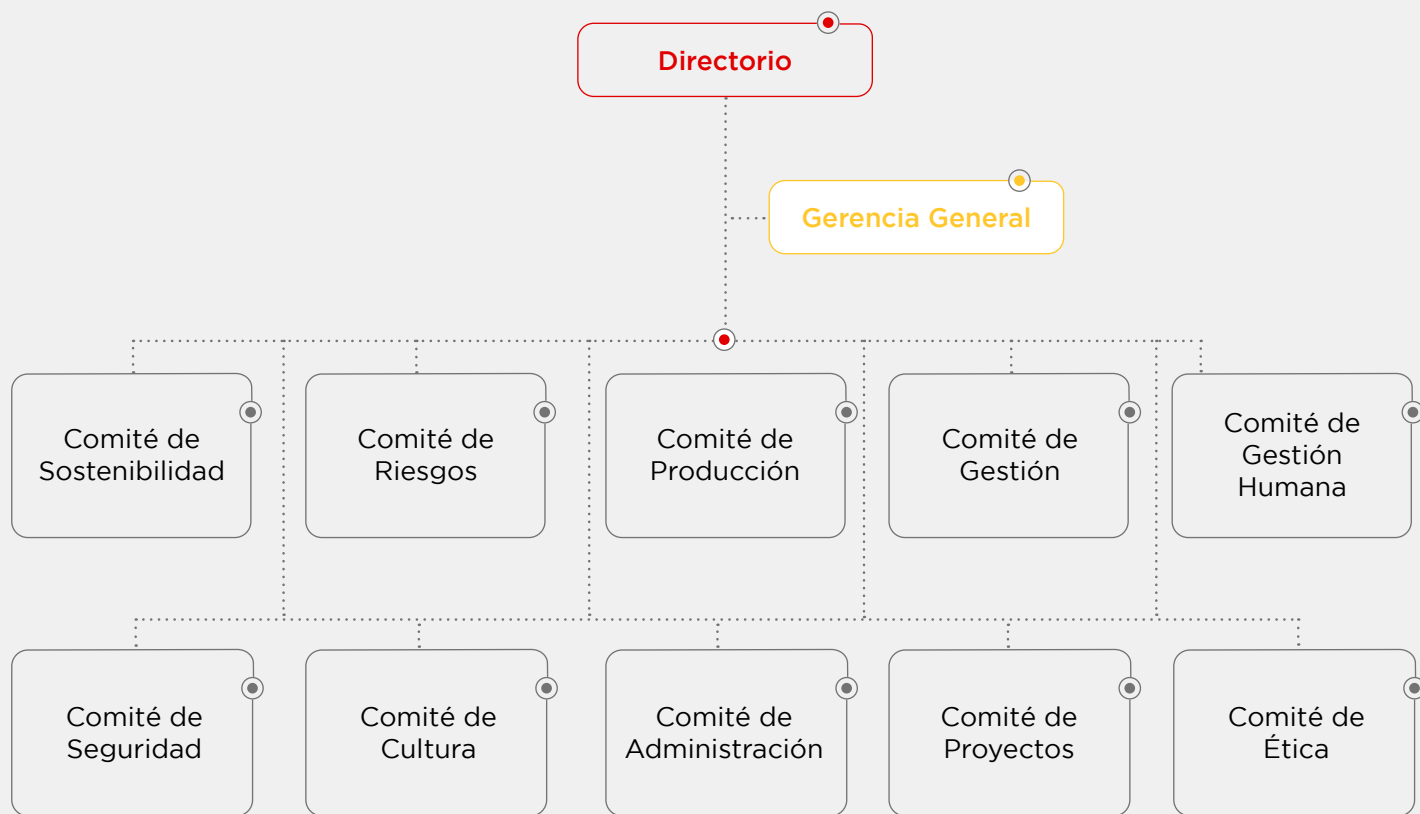 Directorio
Gerencia General
Comité de
Sostenibilidad
Comité de
Riesgos
Comité de
Producción
Comité de
Gestión
Comité de
Gestión
Humana
Comité de
Seguridad
Comité de
Cultura
Comité de
Administración
Comité de
Proyectos
Comité de
Ética